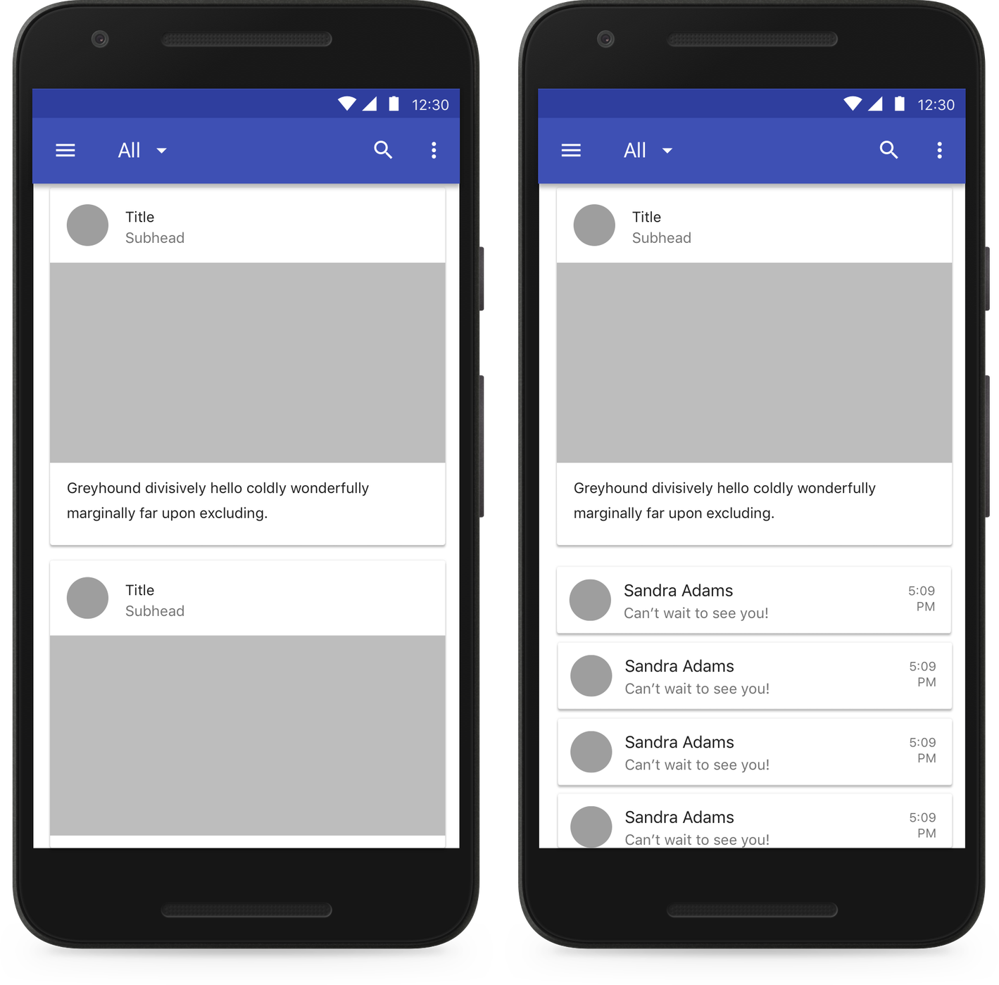 12:30
All
Title
Subhead
Greyhound divisively hello coldly wonderfully
marginally far upon excluding.
Title
Subhead
12:30
All
Title
Subhead
Greyhound divisively hello coldly wonderfully
marginally far upon excluding.
Sandra Adams
Can’t wait to see you!
5:09
PM
Sandra Adams
Can’t wait to see you!
5:09
PM
Sandra Adams
Can’t wait to see you!
5:09
PM
Sandra Adams
Can’t wait to see you!
5:09
PM